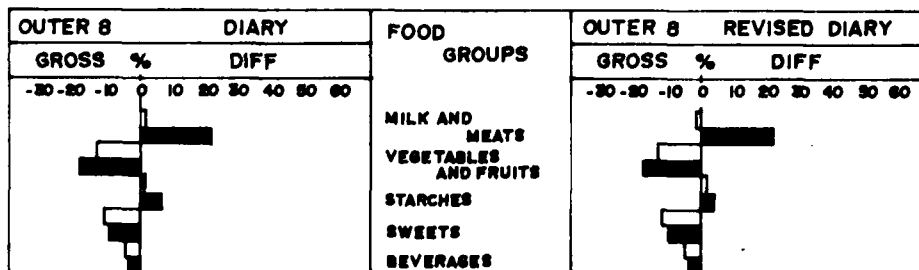 OUTER 8 DIARY
GROSS % DIFF
-30 -20 -10 0 10 20 30 40 50 60
FOOD
GROUPS
MILK AND
MEATS
VEGETABLES
AND FRUITS
STARCHES
SWEETS
BEVERAGES
OUTER 8 REVISED DIARY
GROSS % DIFF
-30 -20 -10 0 10 20 30 40 50 60